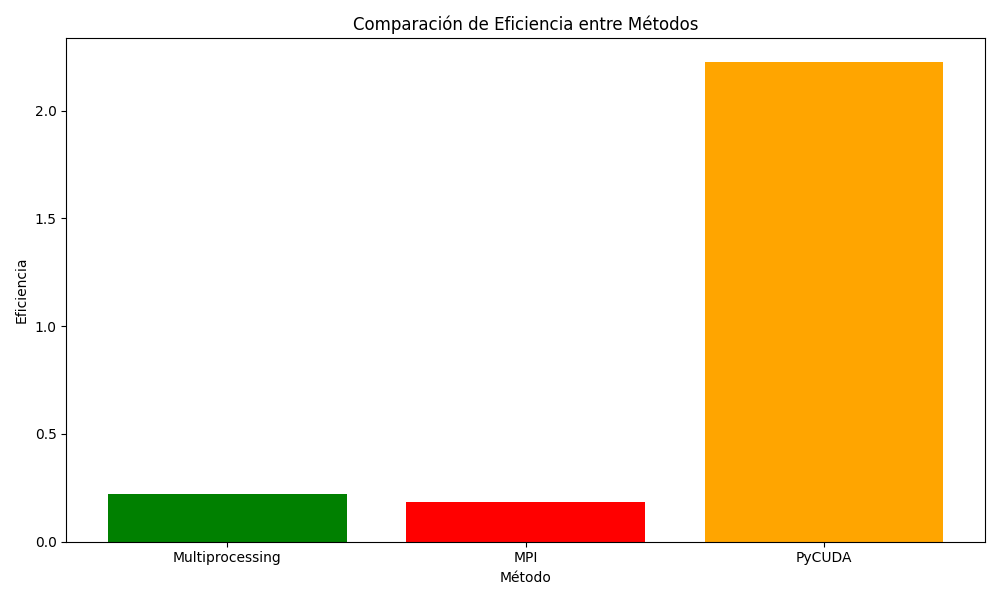 Comparación de Eficiencia entre Métodos
Eficiencia
2.0
1.5
1.0
0.5
0.0
Multiprocessing
MPI
PyCUDA
Método